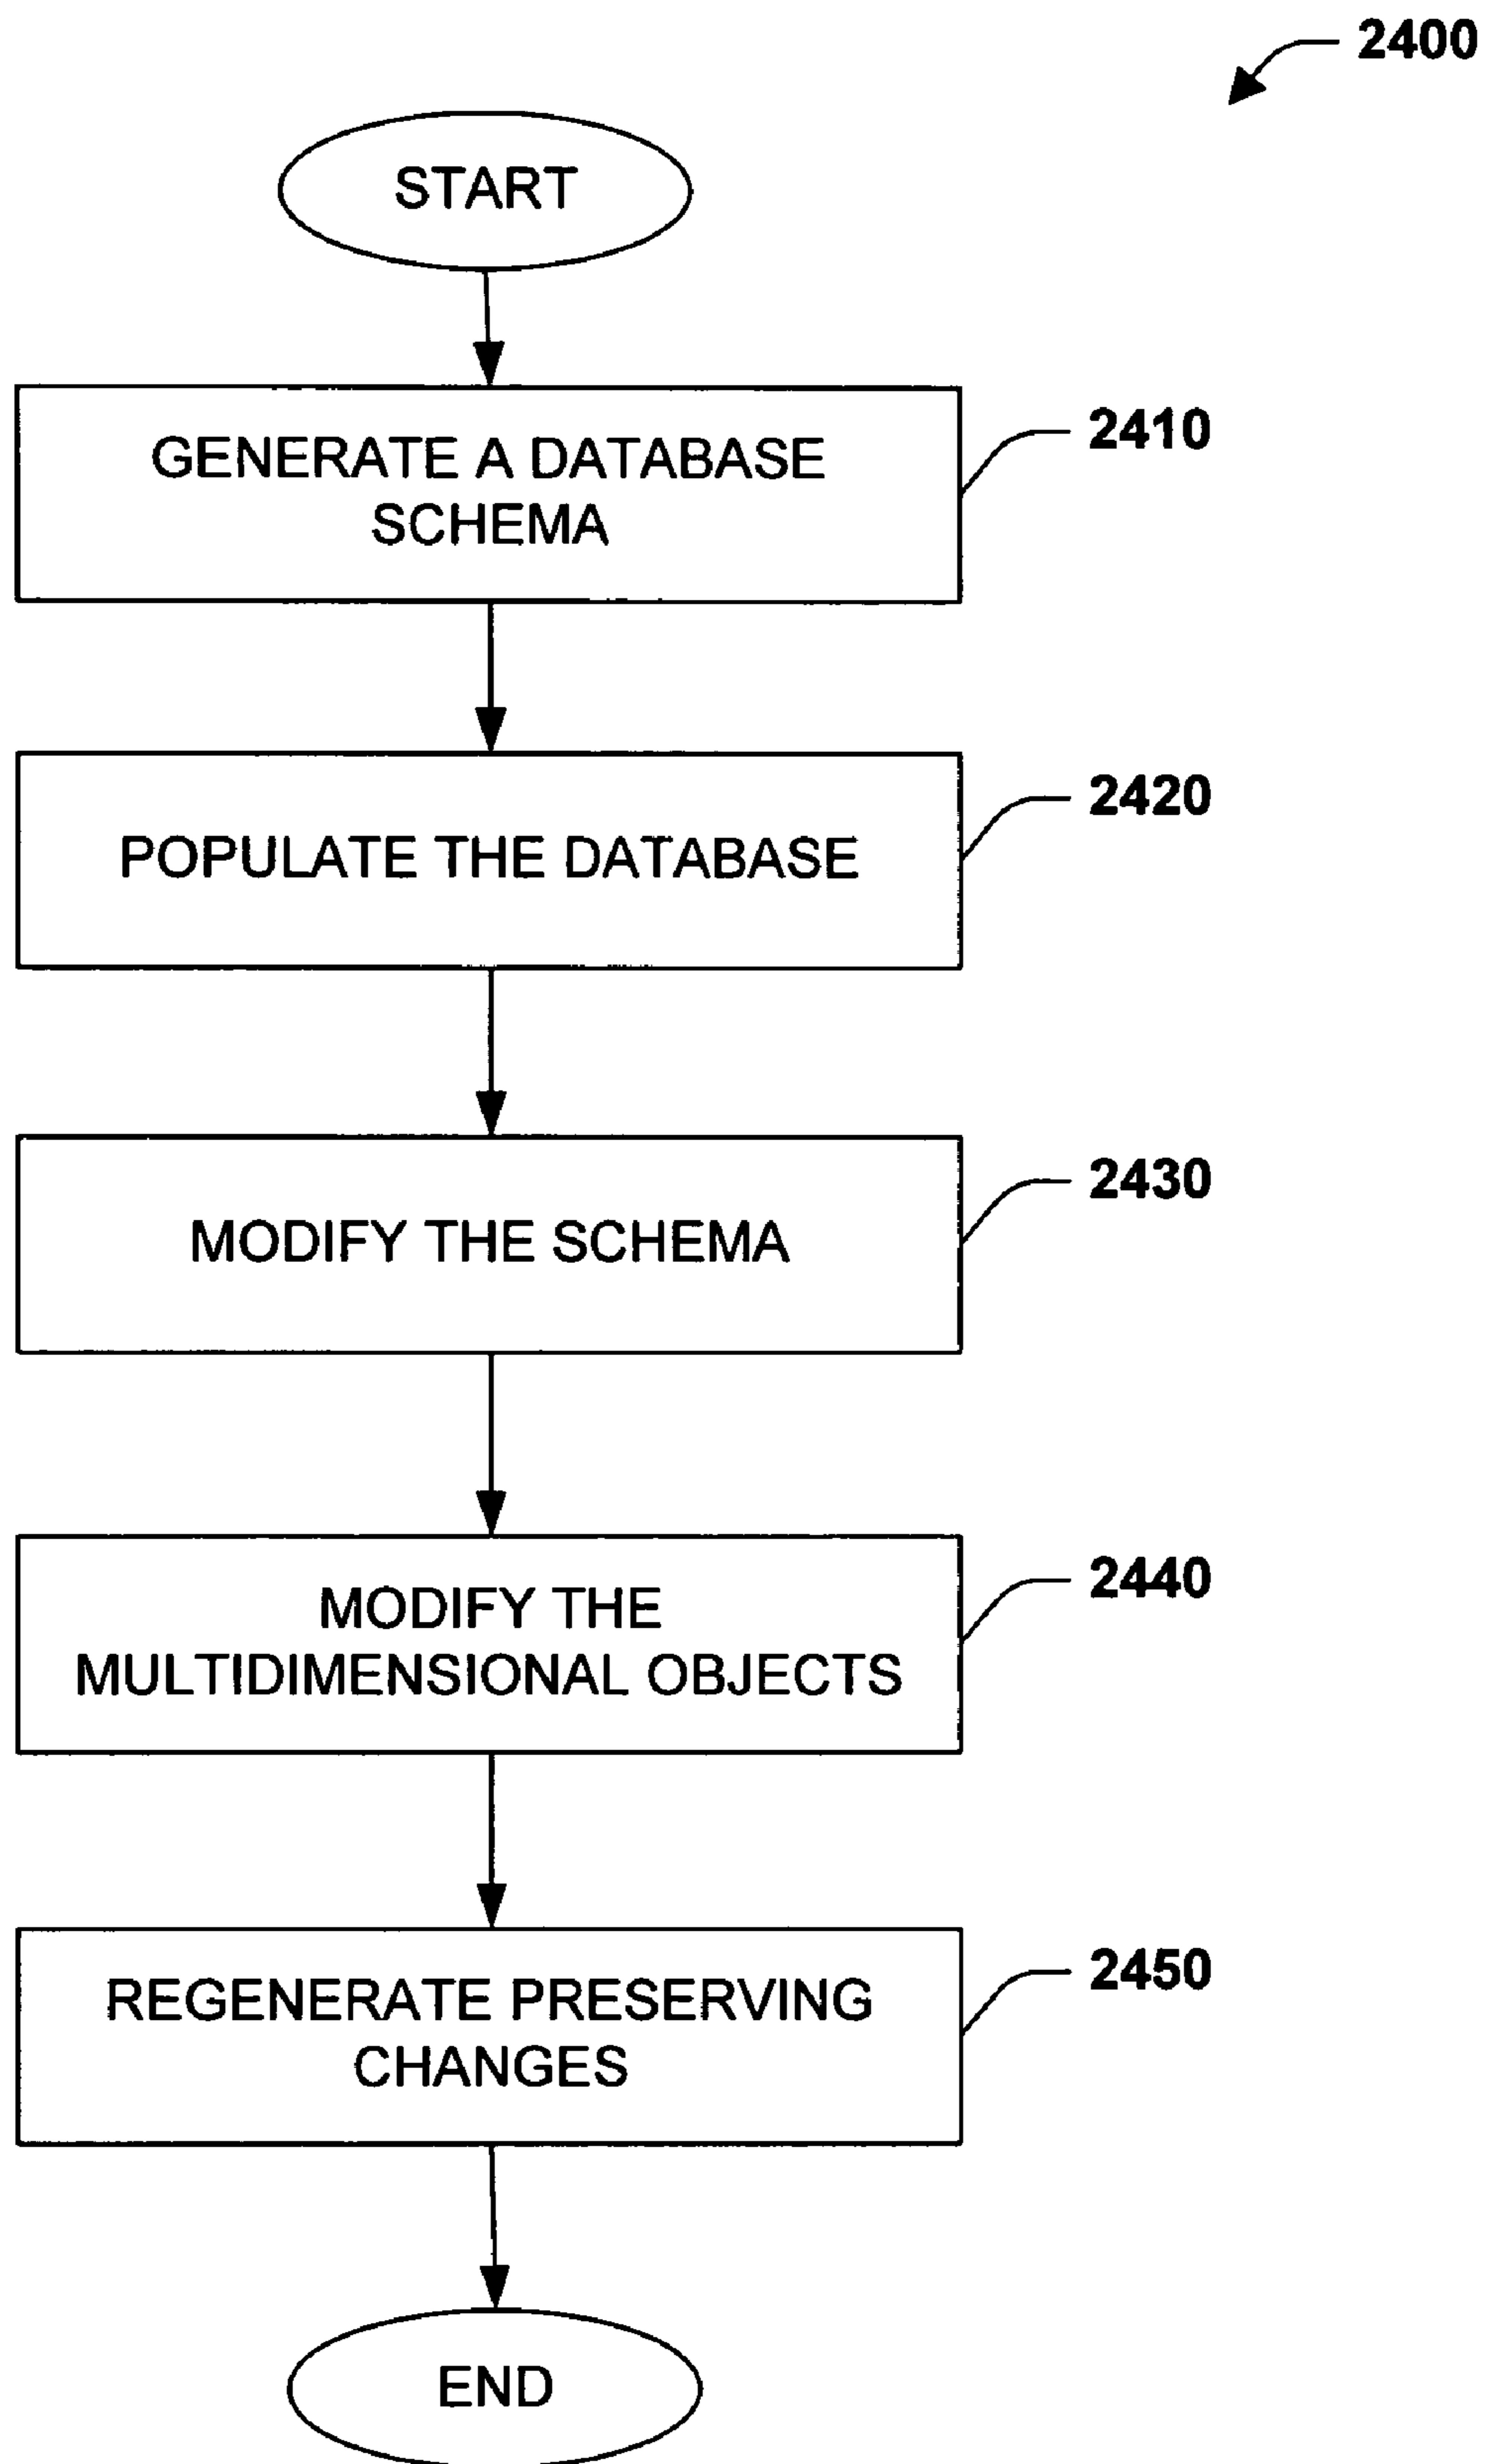 2400
START
GENERATE A DATABASE
SCHEMA
2410
POPULATE THE DATABASE
2420
MODIFY THE SCHEMA
2430
MODIFY THE
MULTIDIMENSIONAL OBJECTS
2440
REGENERATE PRESERVING
CHANGES
2450
END